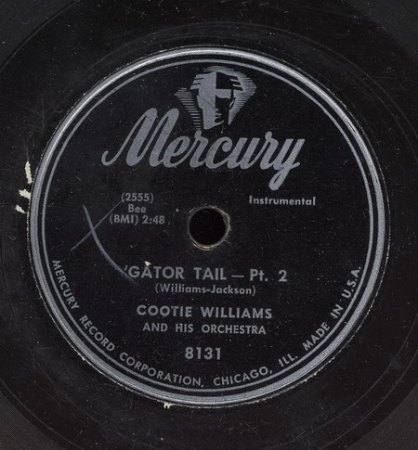 Mercury
(2555)
Bee
(BMI) 2:48
Instrumental
'GATOR TAIL — Pt. 2
(Williams-Jackson)
COOTIE WILLIAMS
AND HIS ORCHESTRA
8131
MERCURY RECORD CORPORATION, CHICAGO, ILL. MADE IN U.S.A.